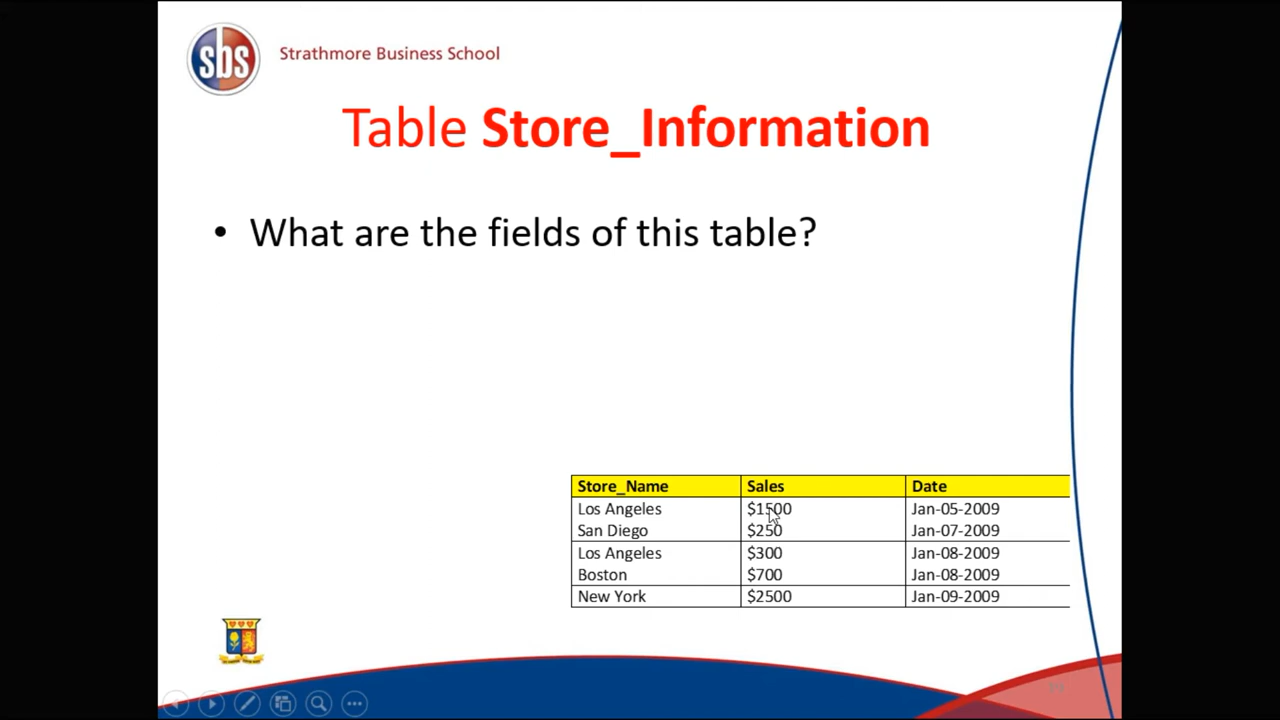 sbs
Strathmore Business School
Table Store_Information
• What are the fields of this table?
Store_Name Sales Date
Los Angeles $1500 Jan-05-2009
San Diego $250 Jan-07-2009
Los Angeles $300 Jan-08-2009
Boston $700 Jan-08-2009
New York $2500 Jan-09-2009